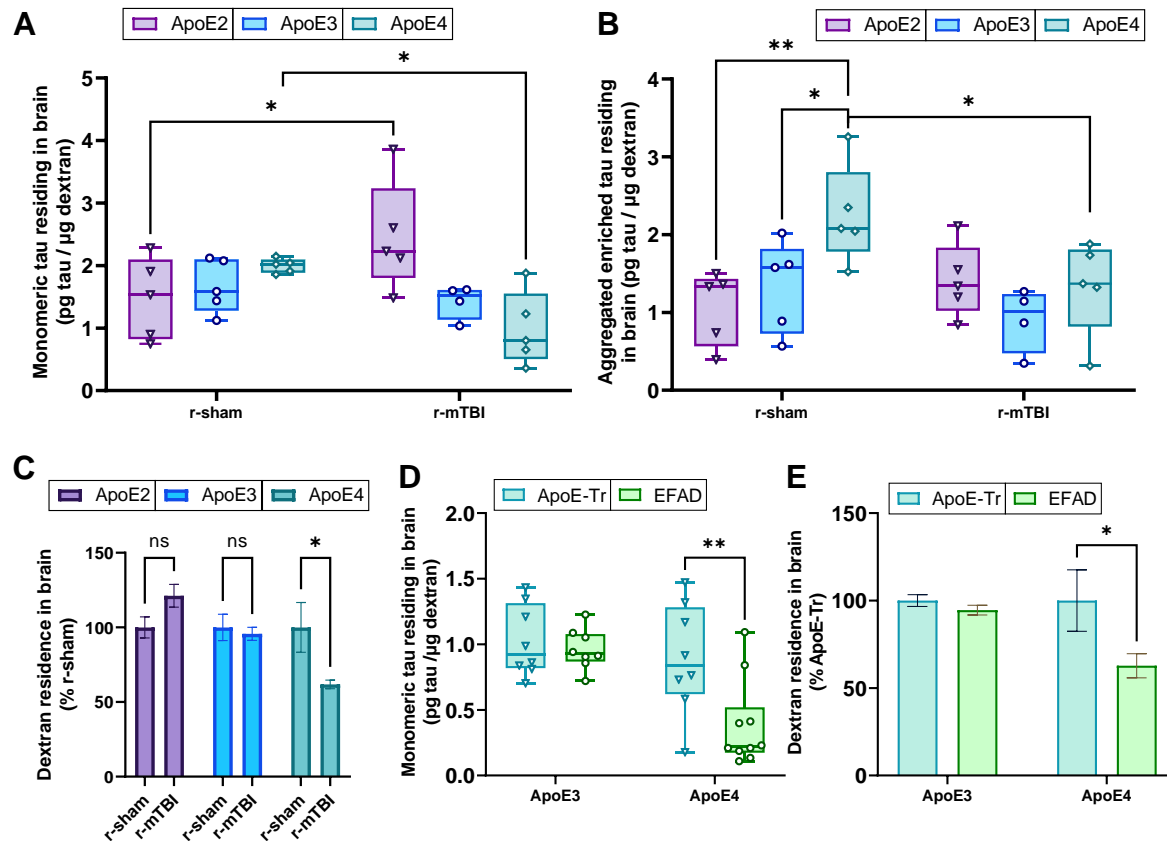 A
ApoE2 ApoE3 ApoE4
Monomeric tau residing in brain
(pg tau / µg dextran)
5
4
3
2
1
0
*
*
r-sham r-mTBI
B
ApoE2 ApoE3 ApoE4
Aggregated enriched tau residing
in brain (pg tau / µg dextran)
4
3
2
1
0
**
*
*
r-sham r-mTBI
C
ApoE2 ApoE3 ApoE4
Dextran residence in brain
(% r-sham)
150
100
50
0
ns ns *
r-sham r-mTBI r-sham r-mTBI r-sham r-mTBI
D
ApoE-Tr EFAD
Monomeric tau residing in brain
(pg tau /µg dextran)
2.0
1.5
1.0
0.5
0.0
**
ApoE3 ApoE4
E
ApoE-Tr EFAD
Dextran residence in brain
(% ApoE-Tr)
150
100
50
0
*
ApoE3 ApoE4